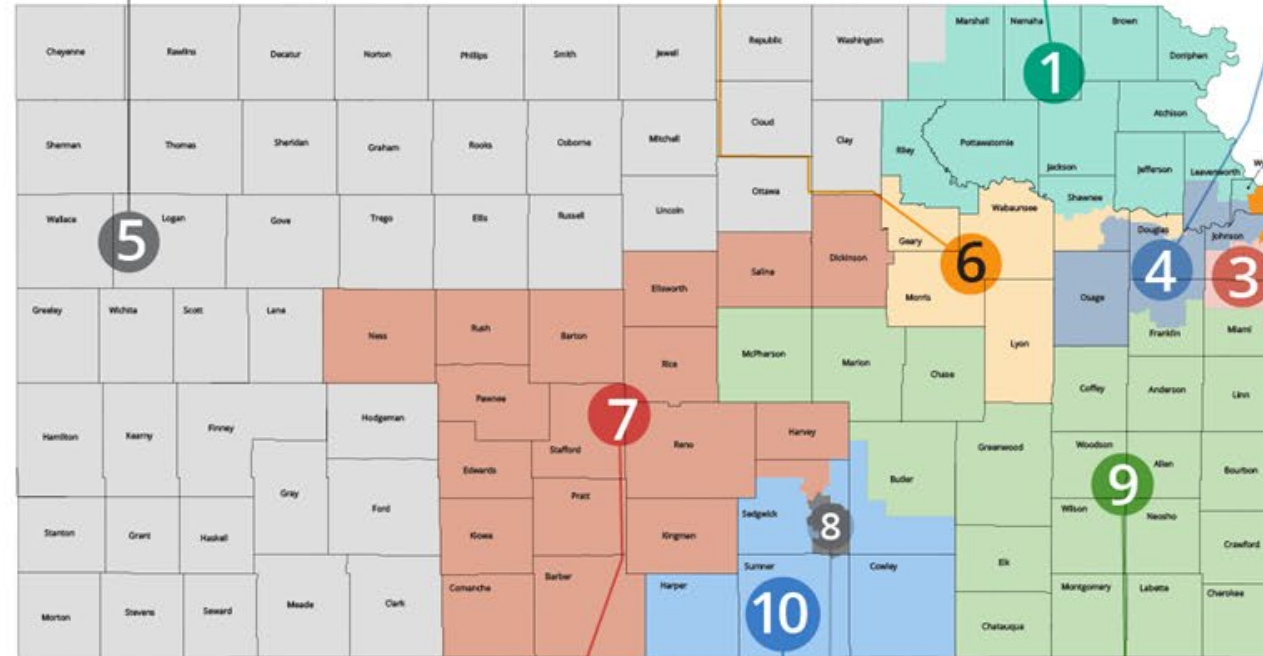 Cheyenne
Rawlins
Decatur
Norton
Phillips
Smith
Jewell
Republic
Washington
Marshall
Nemaha
Brown
Doniphan
1
Sherman
Thomas
Sheridan
Graham
Rooks
Osborne
Mitchell
Cloud
Clay
Riley
Pottawatomie
Jackson
Atchison
Jefferson
Leavenworth
Wy
Wallace
Logan
Gove
Trego
Ellis
Russell
Lincoln
Ottawa
Shawnee
Wabaunsee
Geary
Douglas
Johnson
5
6
4
3
Ellsworth
Saline
Dickinson
Morris
Osage
Franklin
Miami
Greeley
Wichita
Scott
Lane
Ness
Rush
Barton
Rice
McPherson
Marion
Chase
Lyon
Coffey
Anderson
Linn
Hamilton
Kearny
Finney
Hodgeman
Pawnee
Stafford
7
Reno
Harvey
Edwards
Butler
Greenwood
Woodson
Allen
Bourbon
Gray
Ford
Pratt
Sedgwick
8
9
Wilson
Neosho
Stanton
Grant
Haskell
Kiowa
Kingman
Crawford
Elk
Morton
Stevens
Seward
Meade
Clark
Comanche
Barber
Harper
Sumner
Cowley
10
Chatauqua
Montgomery
Labette
Cherokee